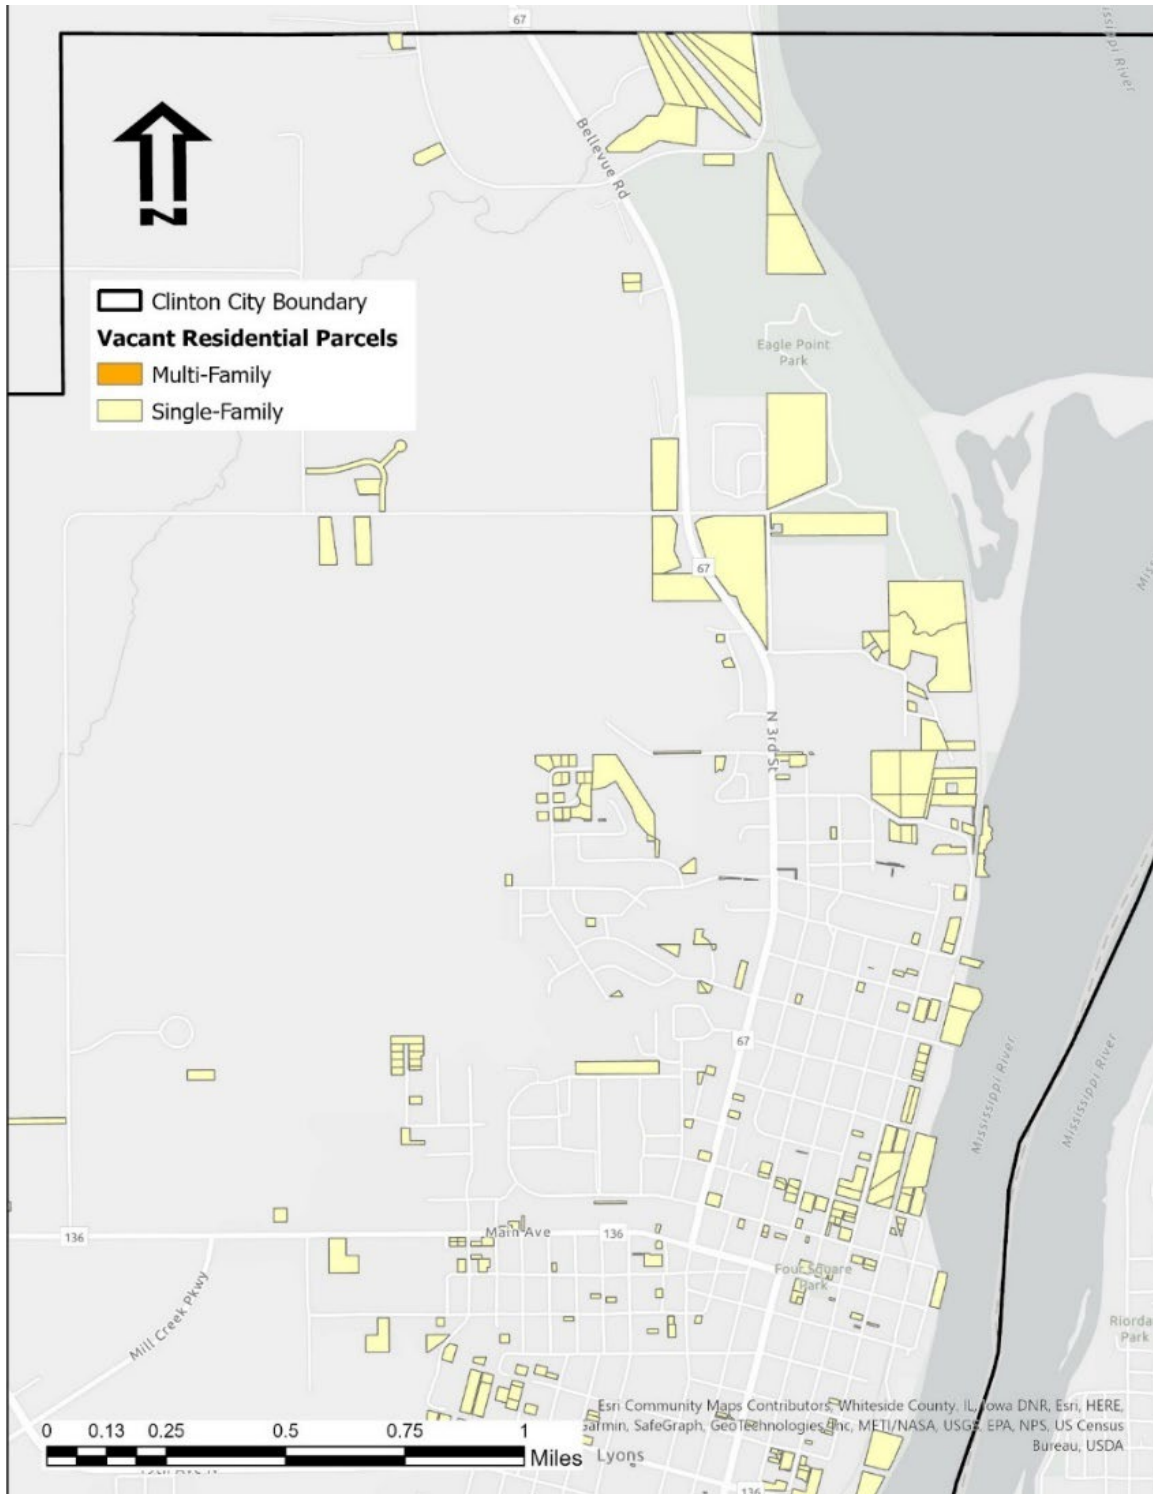 67
Mississippi River
N
Bellevue Rd
Clinton City Boundary
Vacant Residential Parcels
Multi-Family
Single-Family
Eagle Point
Park
67
N 3rd St
67
Mississippi River
Mississippi River
136
Main Ave
136
Mill Creek Pkwy
Four Square
Park
Park
Esri Community Maps Contributors, Whiteside County, IL, Iowa DNR, Esri, HERE,
Garmin, SafeGraph, GeoTechnologies, Inc, METI/NASA, USGS, EPA, NPS, US Census
Bureau, USDA
0 0.13 0.25 0.5 0.75 1
Miles
Lyons
136